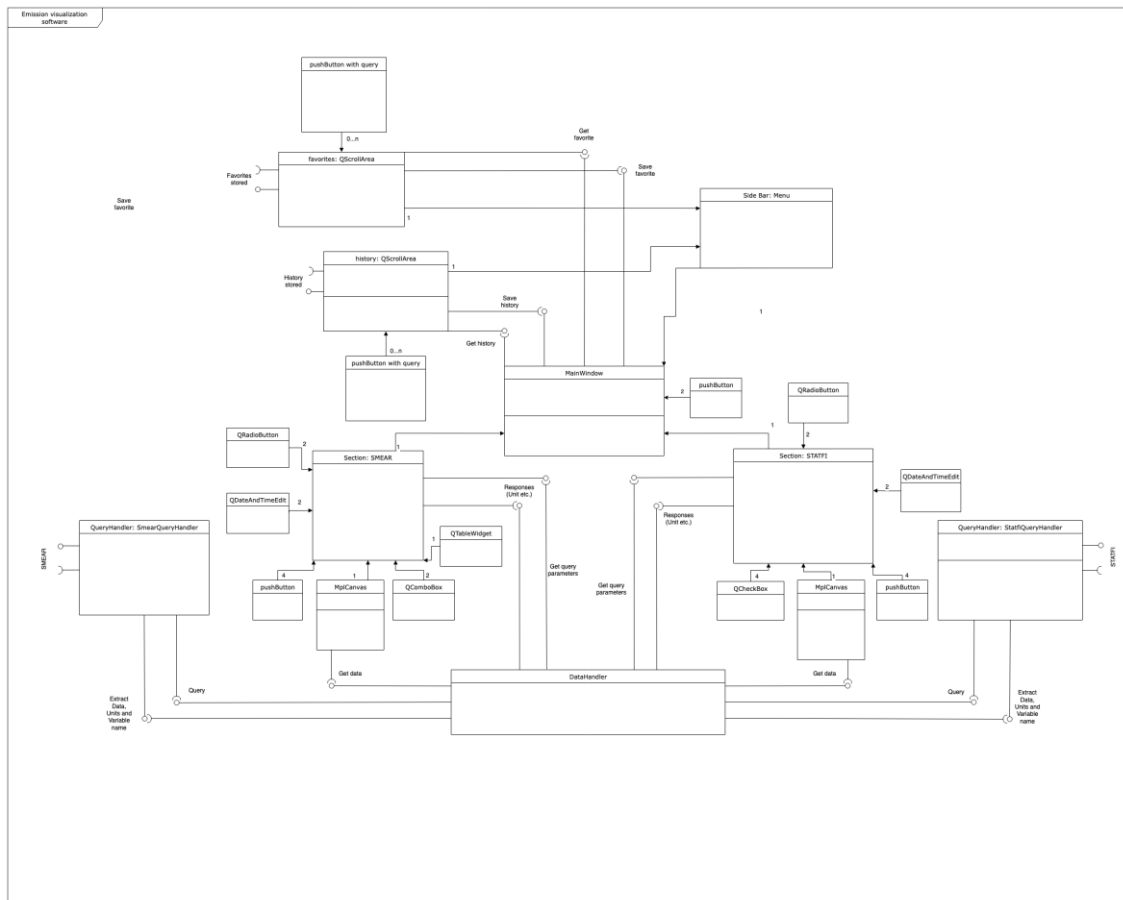 Emission visualization
software
pushButton with query
0...n
Get
favorite
favorites: QScrollArea
Save
favorite
Favorites
stored
Save
favorite
Side Bar: Menu
1
history: QScrollArea
1
History
stored
Save
history
1
Get history
0...n
pushButton with query
MainWindow
pushButton
2
QRadioButton
2
1
QRadioButton
2
1
Section: SMEAR
Section: STATFI
QDateAndTimeEdit
2
QDateAndTimeEdit
2
Responses
(Unit etc.)
Responses
(Unit etc.)
QueryHandler: SmearQueryHandler
SMEAR
QueryHandler: StatfiQueryHandler
STATFI
1
QTableWidget
Get query
parameters
Get query
parameters
4
1
2
pushButton
MplCanvas
QComboBox
4
1
4
QCheckBox
MplCanvas
pushButton
Get data
DataHandler
Get data
Query
Query
Extract
Data,
Units and
Variable
name
Extract
Data,
Units and
Variable
name